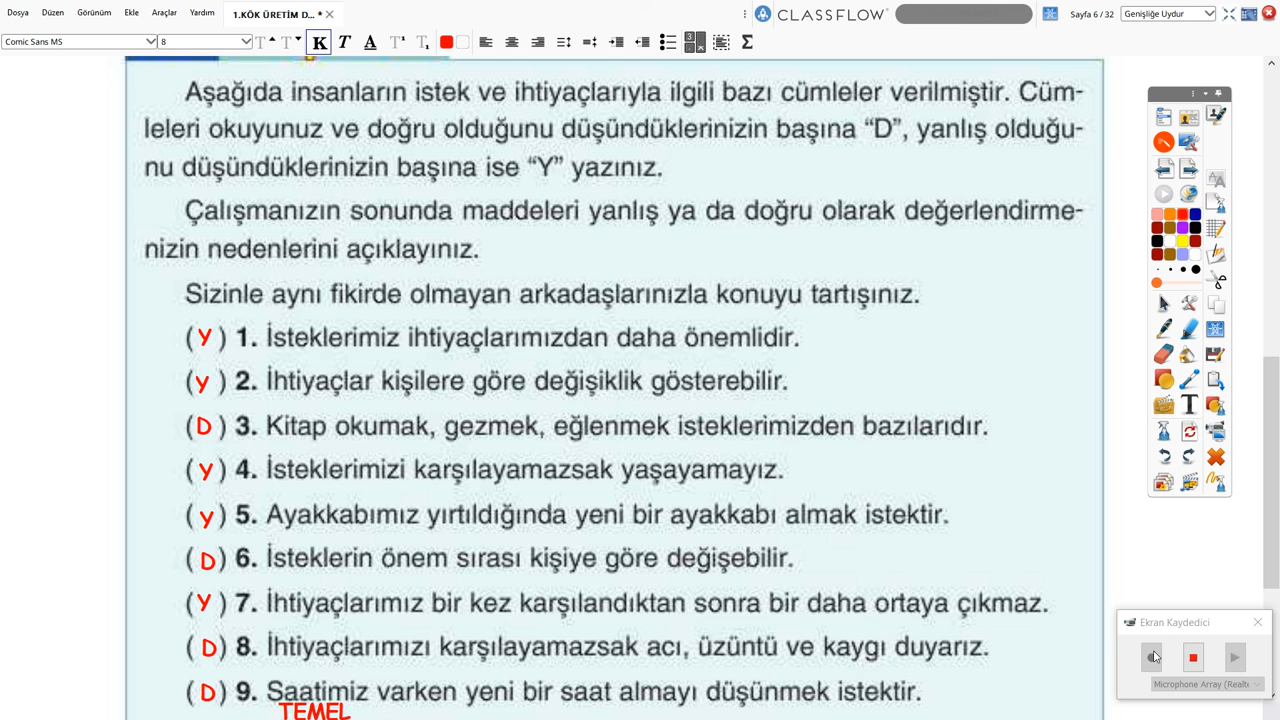 Dosya Düzen Görünüm Ekle Araçlar Yardım 1.KÖK ÜRETİM D... * CLASSFLOW Sayfa 6 / 32 Genişliğe Uydur
Comic Sans MS 8 T T K T A T¹ T₁ Σ
Aşağıda insanların istek ve ihtiyaçlarıyla ilgili bazı cümleler verilmiştir. Cüm-
leleri okuyunuz ve doğru olduğunu düşündüklerinizin başına “D”, yanlış olduğu-
nu düşündüklerinizin başına ise “Y” yazınız.
Çalışmanızın sonunda maddeleri yanlış ya da doğru olarak değerlendirme-
nizin nedenlerini açıklayınız.
Sizinle aynı fikirde olmayan arkadaşlarınızla konuyu tartışınız.
( Y ) 1. İsteklerimiz ihtiyaçlarımızdan daha önemlidir.
( Y ) 2. İhtiyaçlar kişilere göre değişiklik gösterebilir.
( D ) 3. Kitap okumak, gezmek, eğlenmek isteklerimizden bazılarıdır.
( Y ) 4. İsteklerimizi karşılayamazsak yaşayamayız.
( Y ) 5. Ayakkabımız yırtıldığında yeni bir ayakkabı almak istektir.
( D ) 6. İsteklerin önem sırası kişiye göre değişebilir.
( Y ) 7. İhtiyaçlarımız bir kez karşılandıktan sonra bir daha ortaya çıkmaz.
( D ) 8. İhtiyaçlarımızı karşılayamazsak acı, üzüntü ve kaygı duyarız.
( D ) 9. Saatimiz varken yeni bir saat almayı düşünmek istektir.
TEMEL
Ekran Kaydedici
Microphone Array (Realte